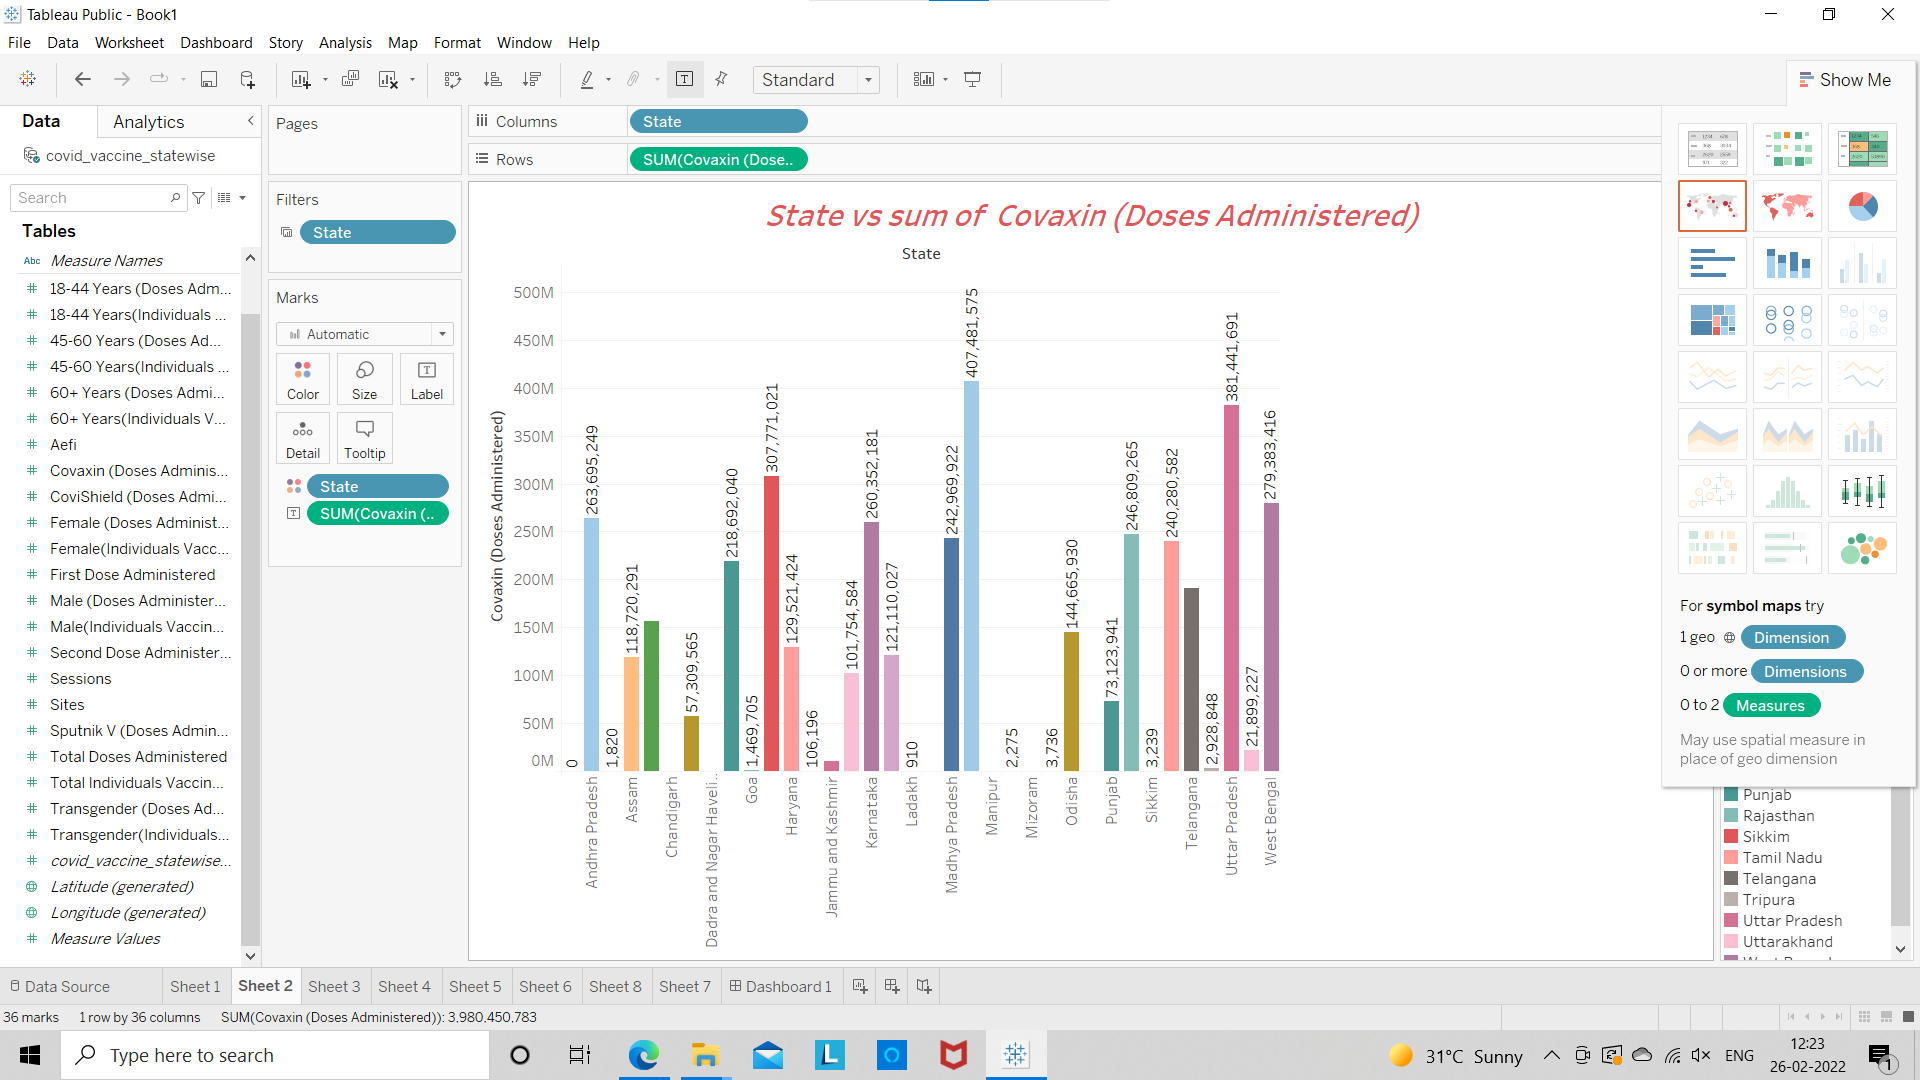 Tableau Public - Book1
File Data Worksheet Dashboard Story Analysis Map Format Window Help
Standard
Show Me
Data
Analytics
covid_vaccine_statewise
Search
Tables
Abc Measure Names
18-44 Years (Doses Adm...
18-44 Years(Individuals ...
45-60 Years (Doses Ad...
45-60 Years(Individuals ...
60+ Years (Doses Admi...
60+ Years(Individuals V...
Aefi
Covaxin (Doses Adminis...
CoviShield (Doses Admi...
Female (Doses Administ...
Female(Individuals Vacc...
First Dose Administered
Male (Doses Administer...
Male(Individuals Vaccin...
Second Dose Administer...
Sessions
Sites
Sputnik V (Doses Admin...
Total Doses Administered
Total Individuals Vaccin...
Transgender (Doses Ad...
Transgender(Individuals...
covid_vaccine_statewise...
Latitude (generated)
Longitude (generated)
Measure Values
Pages
Filters
State
Marks
Automatic
Color Size Label
Detail Tooltip
State
SUM(Covaxin (..
Columns State
Rows SUM(Covaxin (Dose..
State vs sum of Covaxin (Doses Administered)
State
Covaxin (Doses Administered)
500M
450M
400M
350M
300M
250M
200M
150M
100M
50M
0M
0
263,695,249
1,820
118,720,291
57,309,565
218,692,040
1,469,705
307,771,021
129,521,424
106,196
101,754,584
260,352,181
121,110,027
910
242,969,922
407,481,575
2,275
3,736
144,665,930
73,123,941
246,809,265
3,239
240,280,582
2,928,848
381,441,691
21,899,227
279,383,416
Andhra Pradesh
Assam
Chandigarh
Dadra and Nagar Haveli..
Goa
Haryana
Jammu and Kashmir
Karnataka
Ladakh
Madhya Pradesh
Manipur
Mizoram
Odisha
Punjab
Sikkim
Telangana
Uttar Pradesh
West Bengal
For symbol maps try
1 geo Dimension
0 or more Dimensions
0 to 2 Measures
May use spatial measure in
place of geo dimension
Punjab
Rajasthan
Sikkim
Tamil Nadu
Telangana
Tripura
Uttar Pradesh
Uttarakhand
Data Source Sheet 1 Sheet 2 Sheet 3 Sheet 4 Sheet 5 Sheet 6 Sheet 8 Sheet 7 Dashboard 1
36 marks 1 row by 36 columns SUM(Covaxin (Doses Administered)): 3,980,450,783
Type here to search
31°C Sunny
ENG
12:23
26-02-2022
1